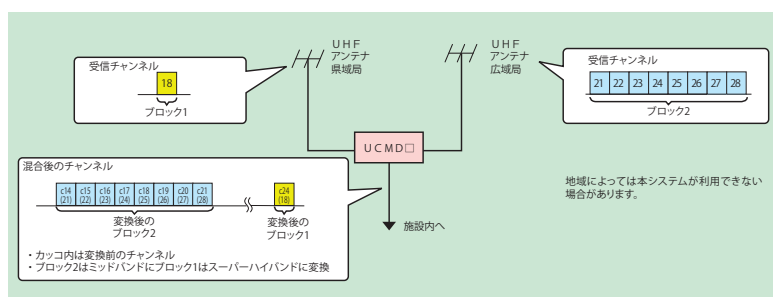 受信チャンネル
18
ブロック1
UHF
アンテナ
県域局
UHF
アンテナ
広域局
受信チャンネル
21 22 23 24 25 26 27 28
ブロック2
UCMD□
混合後のチャンネル
c14 c15 c16 c17 c18 c19 c20 c21 c24
(21) (22) (23) (24) (25) (26) (27) (28) (18)
変換後の
ブロック2
変換後の
ブロック1
・カッコ内は変換前のチャンネル
・ブロック2はミッドバンドにブロック1はスーパーハイバンドに変換
施設内へ
地域によっては本システムが利用できない
場合があります。